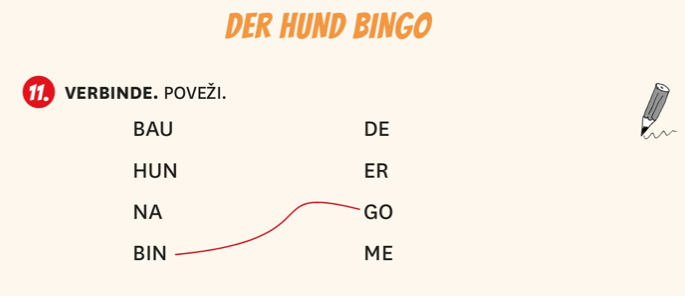 DER HUND BINGO
11. VERBINDE. POVEŽI.
BAU DE
HUN ER
NA GO
BIN ME